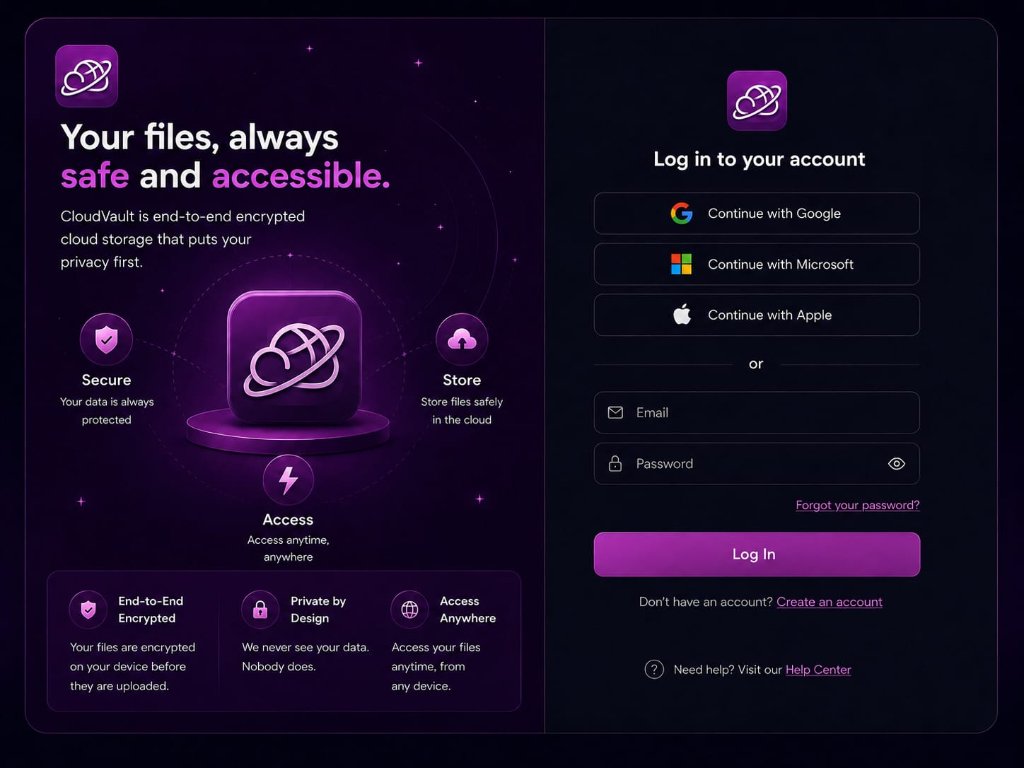 Your files, always
safe and accessible.
CloudVault is end-to-end encrypted
cloud storage that puts your
privacy first.
Secure
Your data is always
protected
Store
Store files safely
in the cloud
Access
Access anytime,
anywhere
End-to-End
Encrypted
Your files are encrypted
on your device before
they are uploaded.
Private by
Design
We never see your data.
Nobody does.
Access
Anywhere
Access your files
anytime, from
any device.
Log in to your account
Continue with Google
Continue with Microsoft
Continue with Apple
or
Email
Password
Forgot your password?
Log In
Don't have an account? Create an account
? Need help? Visit our Help Center